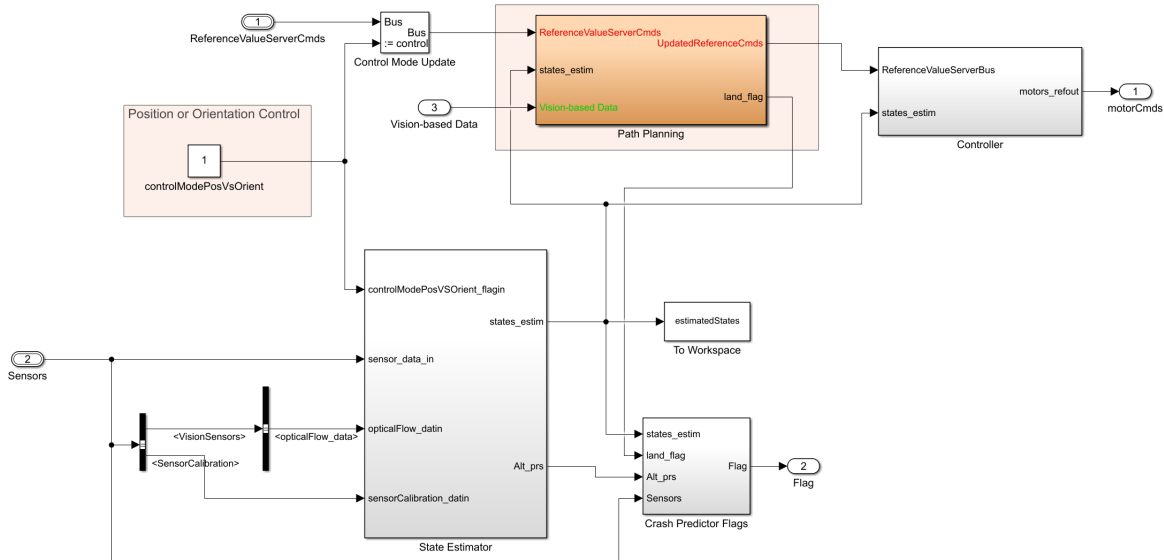 1
ReferenceValueServerCmds
Bus
Bus
:= control
Control Mode Update
ReferenceValueServerCmds
UpdatedReferenceCmds
states_estim
land_flag
Vision-based Data
Path Planning
3
Vision-based Data
ReferenceValueServerBus
motors_refout
states_estim
Controller
1
motorCmds
Position or Orientation Control
1
controlModePosVsOrient
controlModePosVSOrient_flagin
states_estim
sensor_data_in
opticalFlow_datin
Alt_prs
sensorCalibration_datin
State Estimator
2
Sensors
<VisionSensors>
<opticalFlow_data>
<SensorCalibration>
estimatedStates
To Workspace
states_estim
land_flag
Flag
Alt_prs
Sensors
Crash Predictor Flags
2
Flag